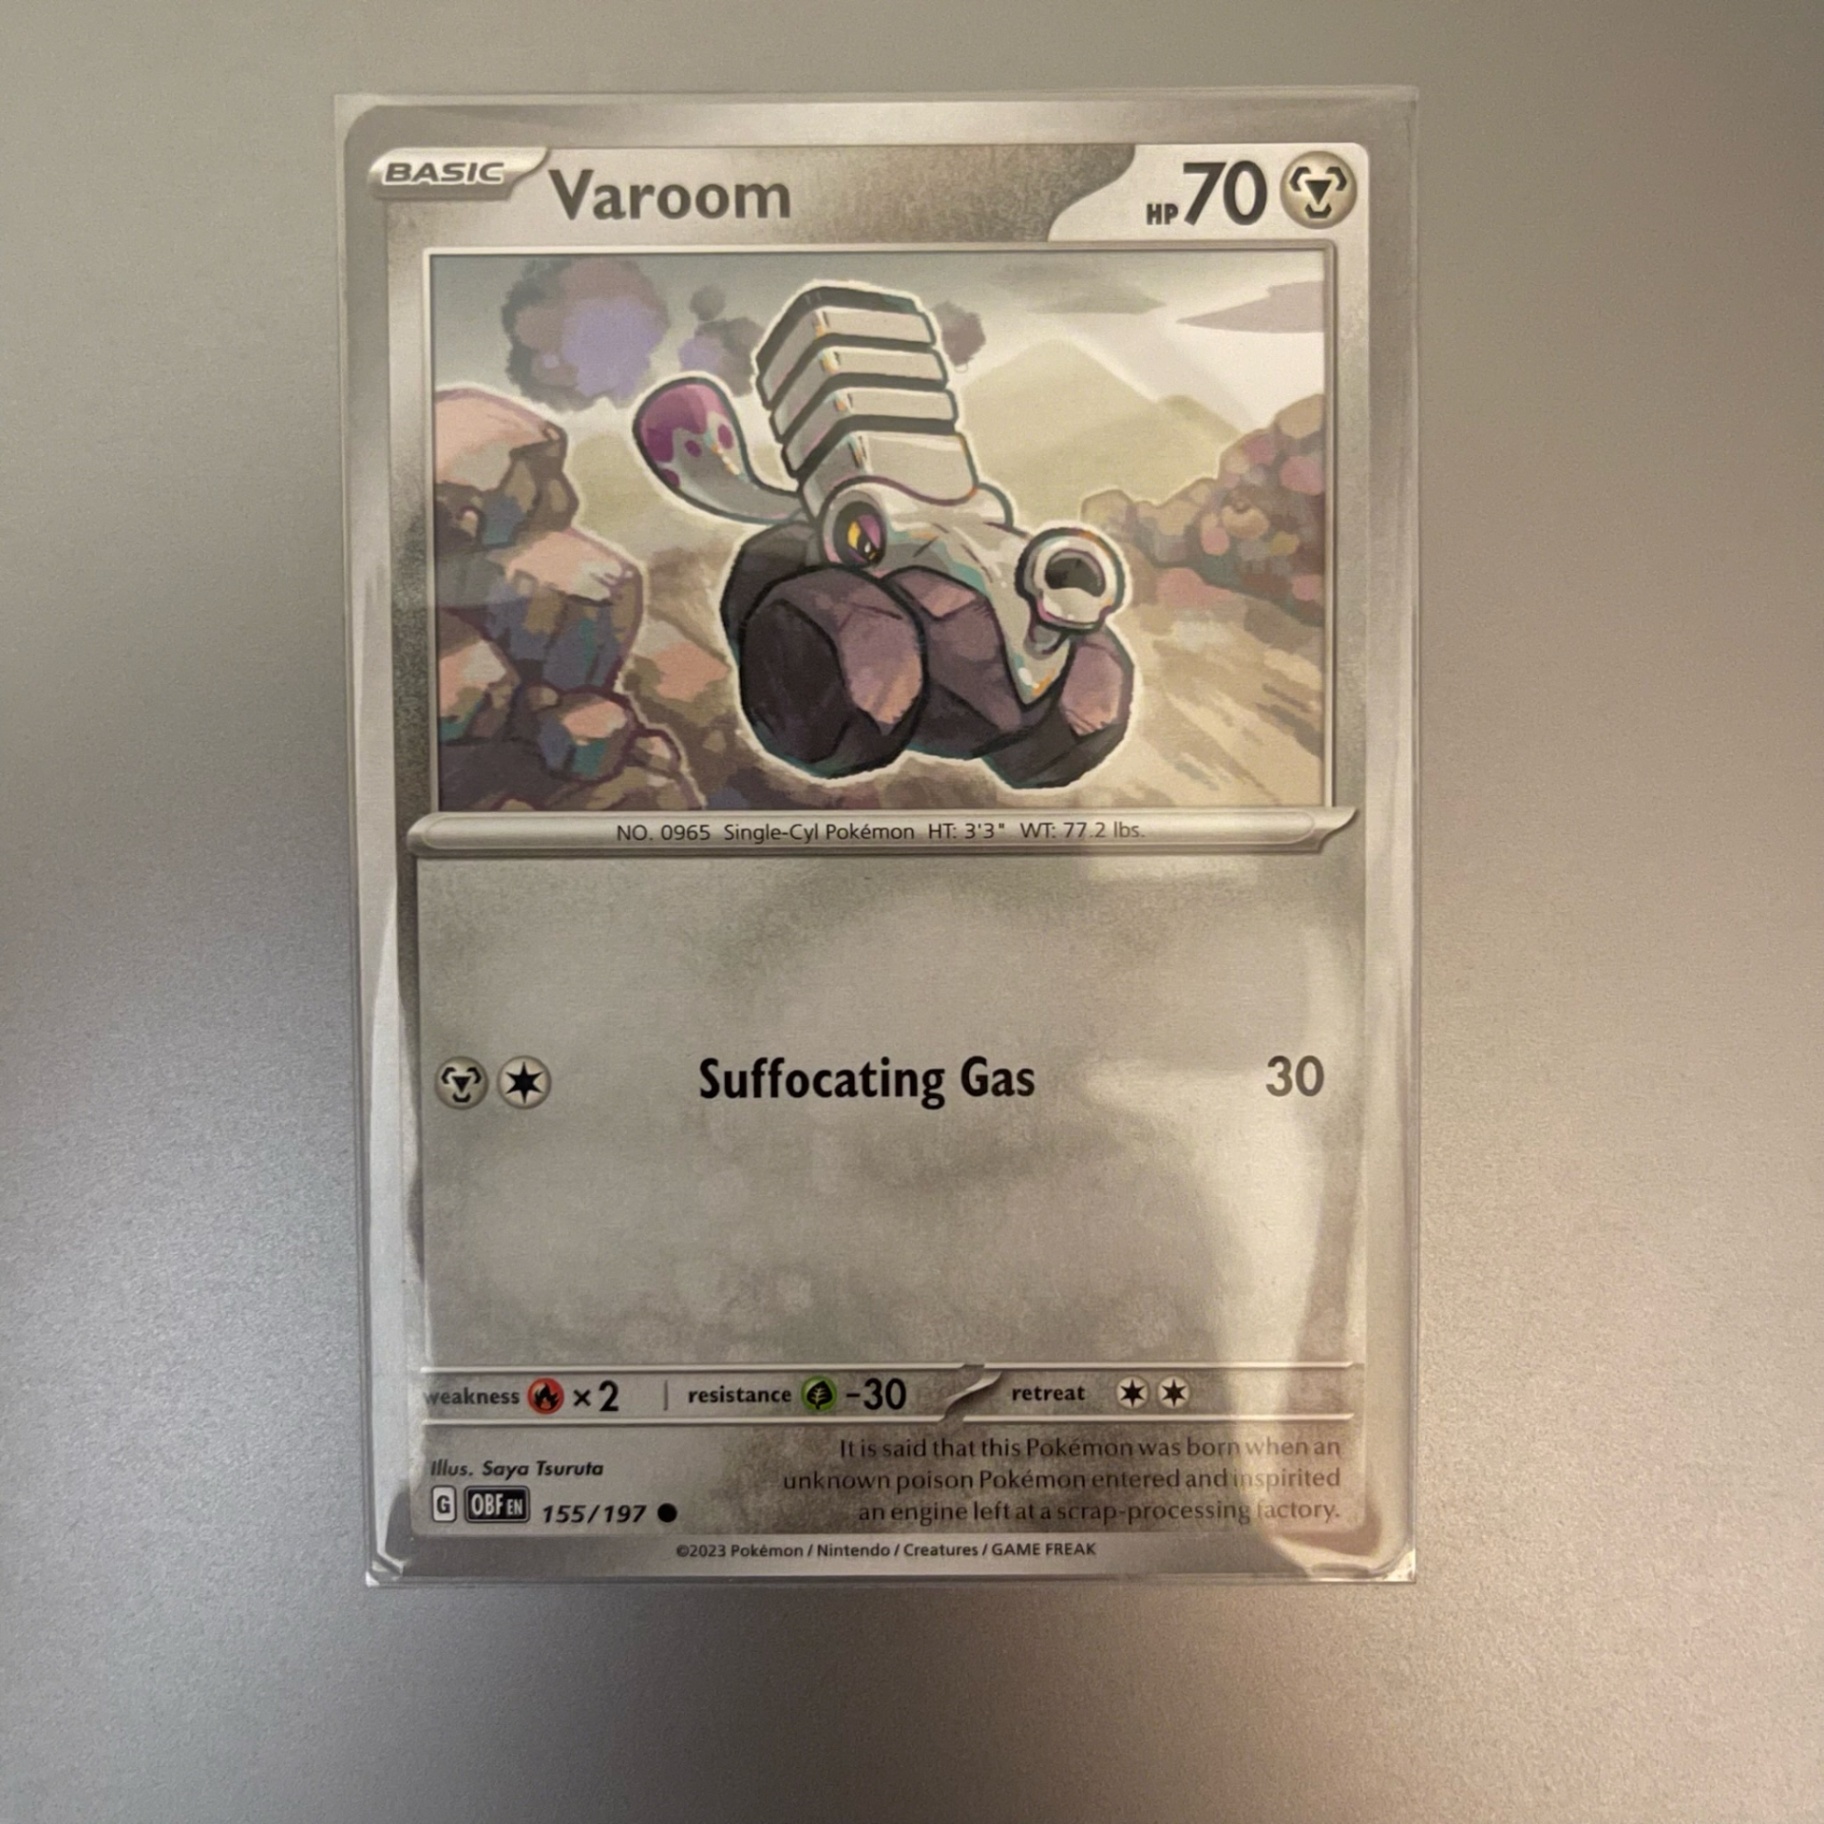 BASIC Varoom HP 70
NO. 0965 Single-Cyl Pokémon HT: 3'3" WT: 77.2 lbs.
Suffocating Gas 30
weakness ×2 | resistance -30 retreat
It is said that this Pokémon was born when an
unknown poison Pokémon entered and inspirited
an engine left at a scrap-processing factory.
Illus. Saya Tsuruta
G OBF EN 155/197
©2023 Pokémon / Nintendo / Creatures / GAME FREAK